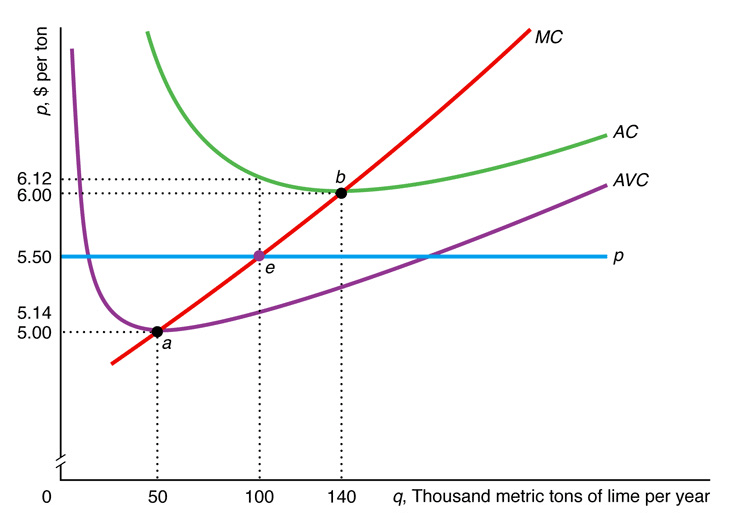 p, $ per ton
MC
AC
6.12
b
AVC
6.00
5.50
p
e
5.14
5.00
a
0
50
100
140
q, Thousand metric tons of lime per year